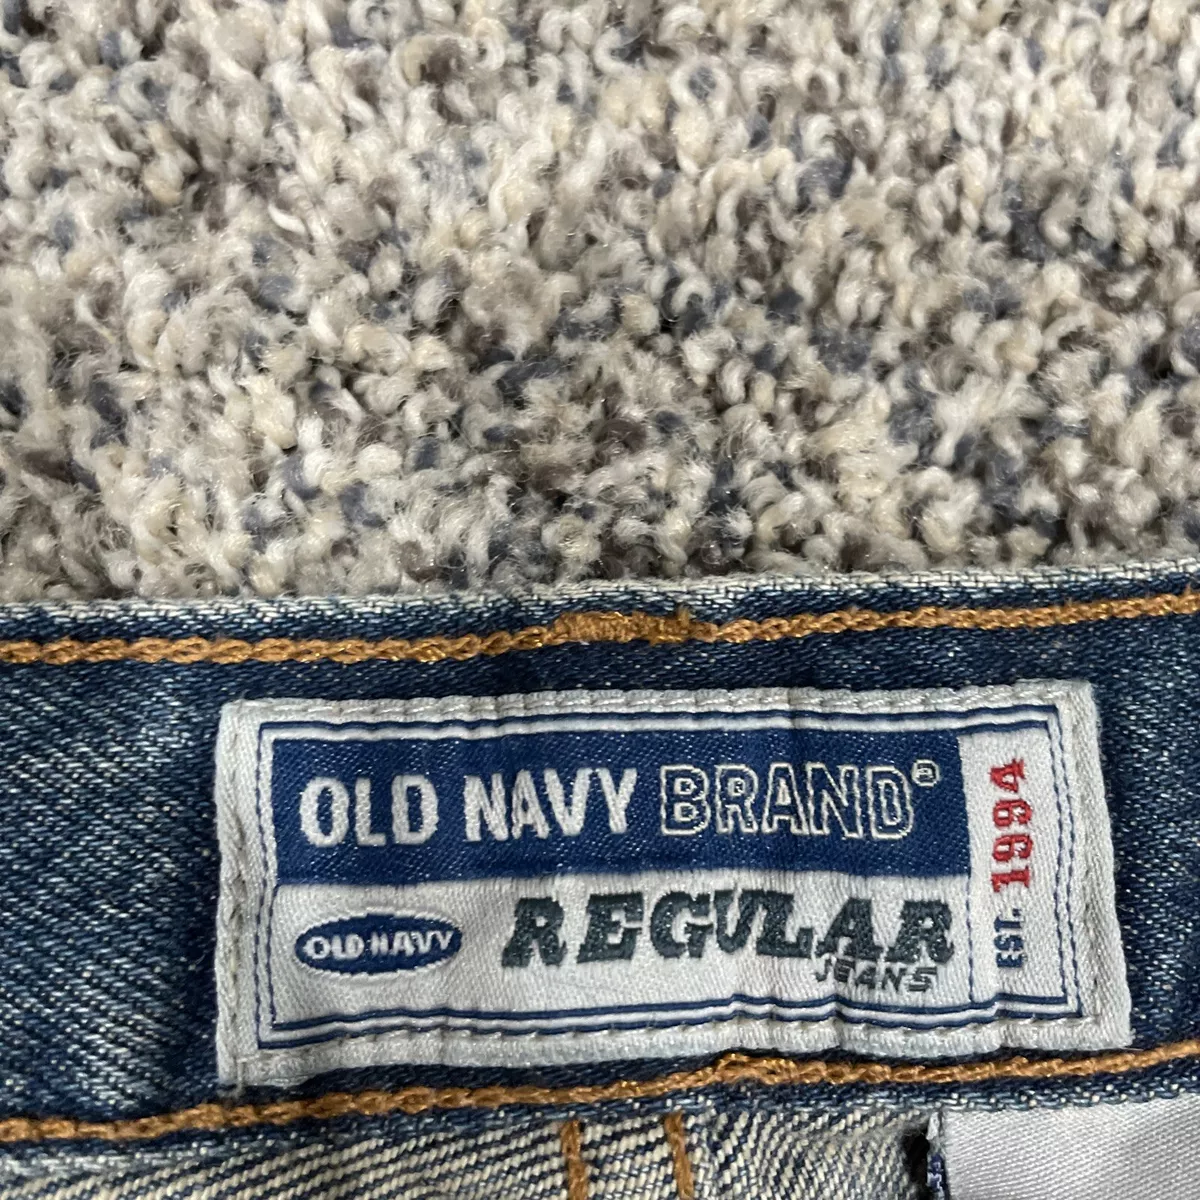 OLD NAVY BRAND®
EST. 1994
OLD NAVY
REGULAR
JEANS